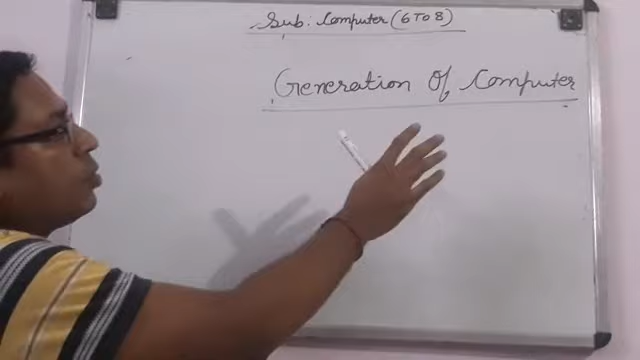 Sub: Computer (6 To 8)
Generation Of Computer